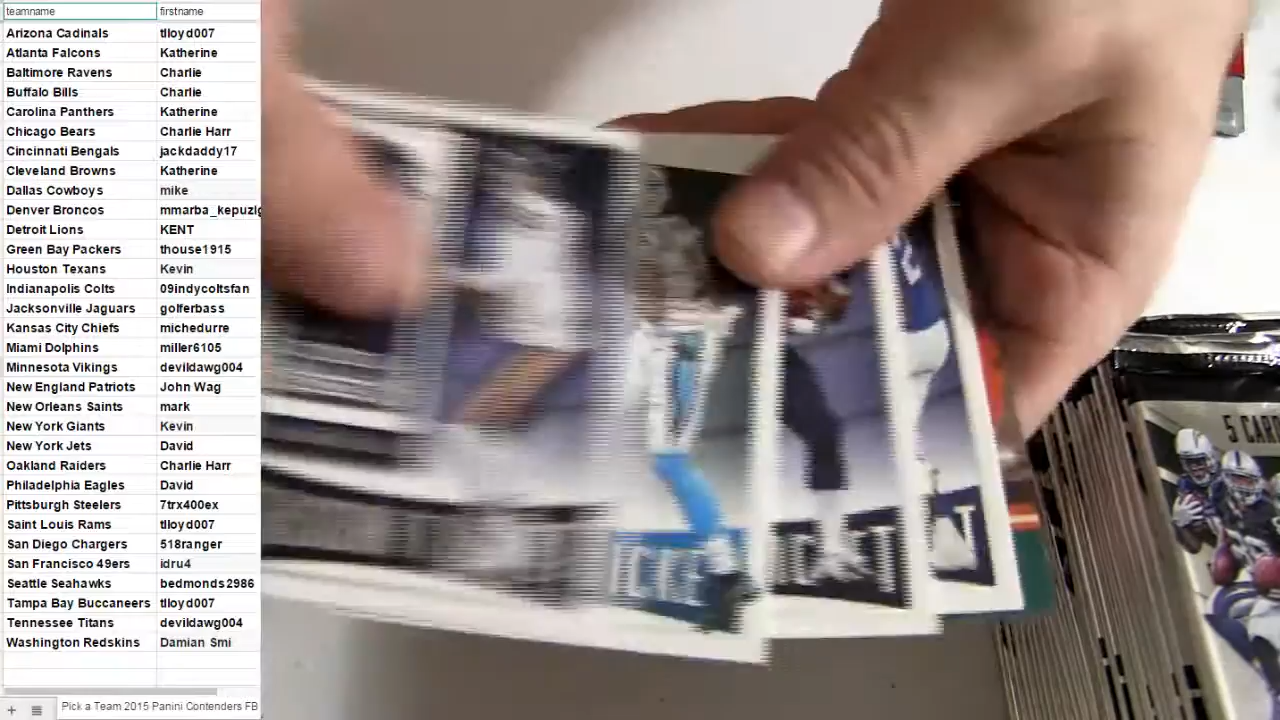 teamname firstname
Arizona Cadinals tlloyd007
Atlanta Falcons Katherine
Baltimore Ravens Charlie
Buffalo Bills Charlie
Carolina Panthers Katherine
Chicago Bears Charlie Harr
Cincinnati Bengals jackdaddy17
Cleveland Browns Katherine
Dallas Cowboys mike
Denver Broncos mmarba_kepuzig
Detroit Lions KENT
Green Bay Packers thouse1915
Houston Texans Kevin
Indianapolis Colts 09indycoltsfan
Jacksonville Jaguars golferbass
Kansas City Chiefs michedurre
Miami Dolphins miller6105
Minnesota Vikings devildawg004
New England Patriots John Wag
New Orleans Saints mark
New York Giants Kevin
New York Jets David
Oakland Raiders Charlie Harr
Philadelphia Eagles David
Pittsburgh Steelers 7trx400ex
Saint Louis Rams tlloyd007
San Diego Chargers 518ranger
San Francisco 49ers idru4
Seattle Seahawks bedmonds2986
Tampa Bay Buccaneers tlloyd007
Tennessee Titans devildawg004
Washington Redskins Damian Smi
Pick a Team 2015 Panini Contenders FB
5 CAR